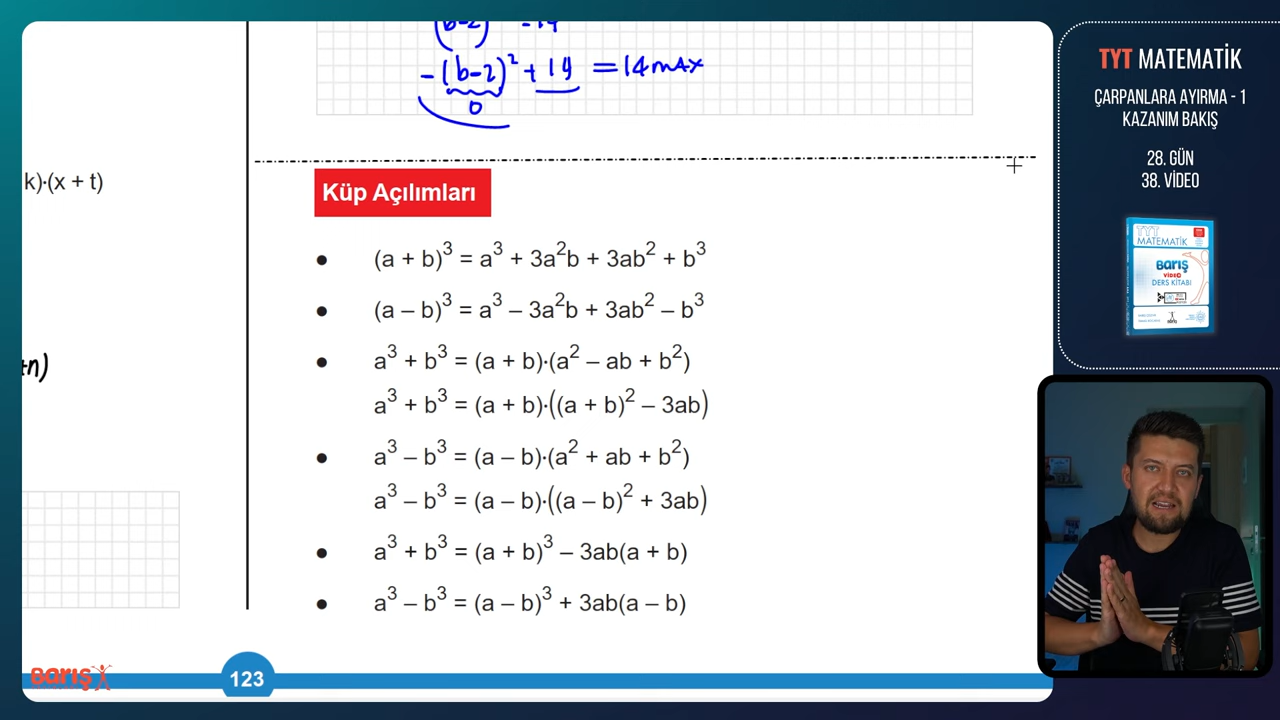 (b-2) = 14
-(b-2)² + 14 = 14 max
0
k)·(x + t)
+n)
Küp Açılımları
• (a + b)³ = a³ + 3a²b + 3ab² + b³
• (a – b)³ = a³ – 3a²b + 3ab² – b³
• a³ + b³ = (a + b)·(a² – ab + b²)
a³ + b³ = (a + b)·((a + b)² – 3ab)
• a³ – b³ = (a – b)·(a² + ab + b²)
a³ – b³ = (a – b)·((a – b)² + 3ab)
• a³ + b³ = (a + b)³ – 3ab(a + b)
• a³ – b³ = (a – b)³ + 3ab(a – b)
Barış
123
TYT MATEMATİK
ÇARPANLARA AYIRMA - 1
KAZANIM BAKIŞ
28. GÜN
38. VİDEO
TYT
MATEMATİK
Barış
VİDEO
DERS KİTABI